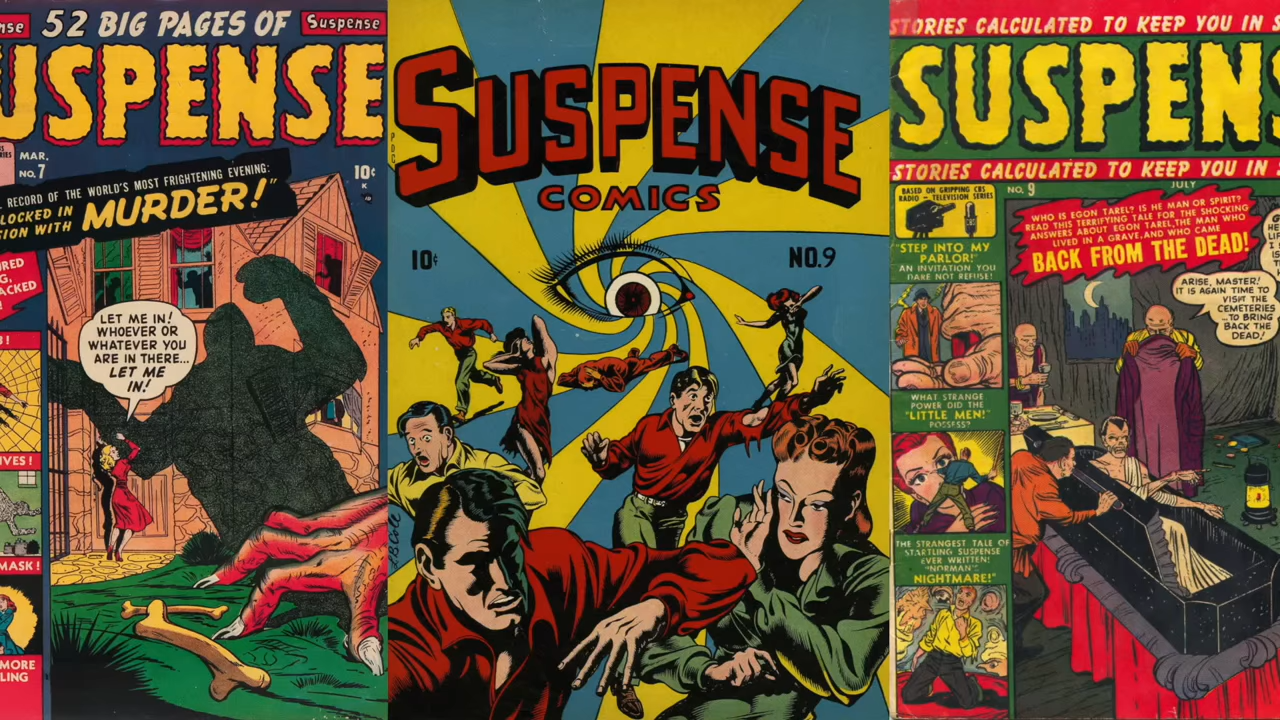 52 BIG PAGES OF
Suspense
USPENSE
MAR.
NO. 7
10¢
K
RECORD OF THE WORLD'S MOST FRIGHTENING EVENING:
LOCKED IN
WITH MURDER!"
LET ME IN!
WHOEVER OR
WHATEVER YOU
ARE IN THERE...
LET ME
IN!
MASK!
MORE
SUSPENSE
COMICS
10¢
NO.9
L.B. Cole
STORIES CALCULATED TO KEEP YOU IN S
SUSPENS
STORIES CALCULATED TO KEEP YOU IN S
BASED ON GRIPPING CBS
RADIO - TELEVISION SERIES
NO. 9
JULY
"STEP INTO MY
PARLOR!"
AN INVITATION YOU
DARE NOT REFUSE!
WHAT STRANGE
POWER DID THE
"LITTLE MEN!"
POSSESS?
THE STRANGEST TALE OF
STARTLING SUSPENSE
EVER WRITTEN!
"NORMAN'S
NIGHTMARE!"
WHO IS EGON TAREL? IS HE MAN OR SPIRIT?
READ THIS TERRIFYING TALE FOR THE SHOCKING
ANSWERS ABOUT EGON TAREL, THE MAN WHO
LIVED IN A GRAVE, AND WHO CAME
BACK FROM THE DEAD!
ARISE, MASTER!
IT IS AGAIN TIME TO
VISIT THE
CEMETERIES
...TO BRING
BACK THE
DEAD!